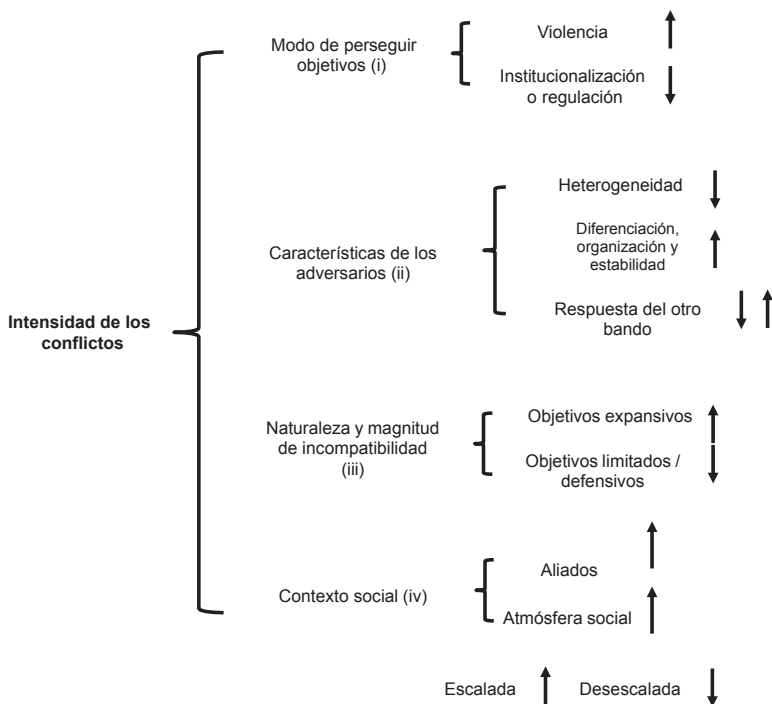 Modo de perseguir
objetivos (i)
Violencia
Institucionalización
o regulación
Características de los
adversarios (ii)
Heterogeneidad
Diferenciación,
organización y
estabilidad
Respuesta del otro
bando
Intensidad de los
conflictos
Naturaleza y magnitud
de incompatibilidad
(iii)
Objetivos expansivos
Objetivos limitados /
defensivos
Contexto social (iv)
Aliados
Atmósfera social
Escalada
Desescalada